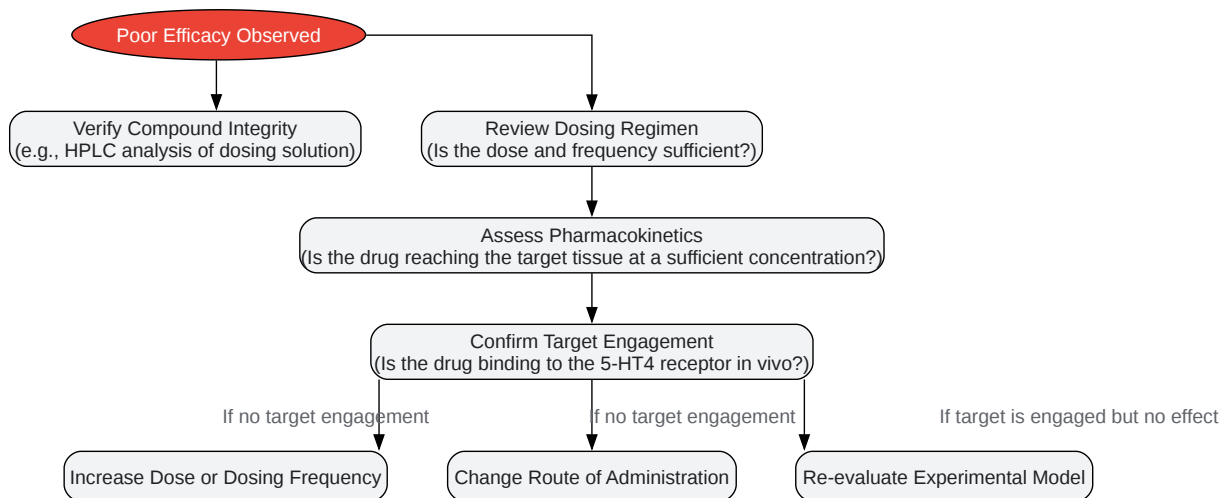 Poor Efficacy Observed
Verify Compound Integrity
(e.g., HPLC analysis of dosing solution)
Review Dosing Regimen
(Is the dose and frequency sufficient?)
Assess Pharmacokinetics
(Is the drug reaching the target tissue at a sufficient concentration?)
Confirm Target Engagement
(Is the drug binding to the 5-HT4 receptor in vivo?)
If no target engagement
If no target engagement
If target is engaged but no effect
Increase Dose or Dosing Frequency
Change Route of Administration
Re-evaluate Experimental Model